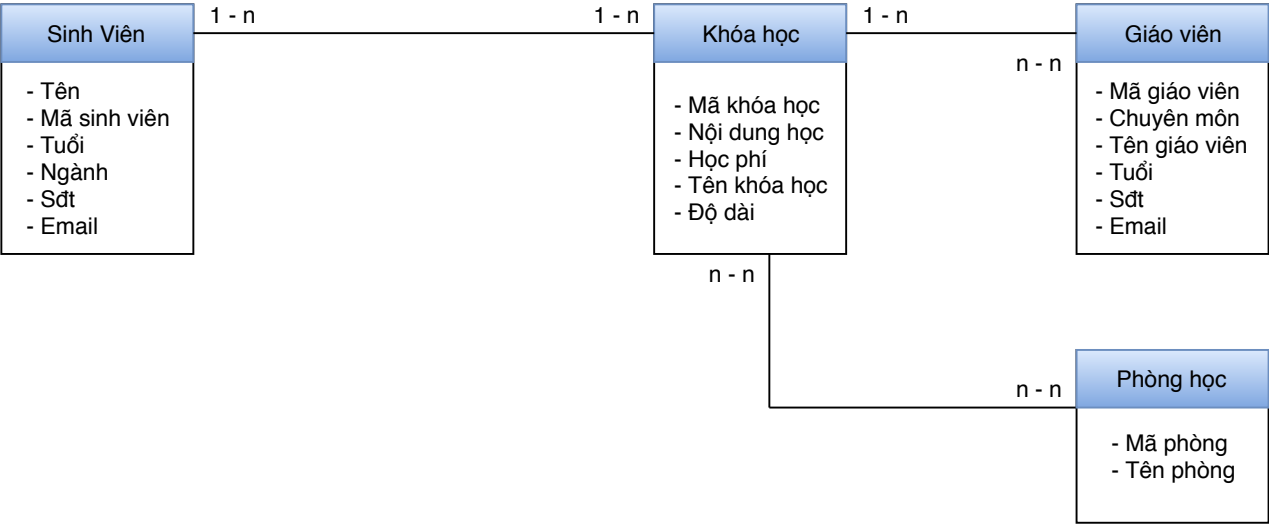 Sinh Viên
- Tên
- Mã sinh viên
- Tuổi
- Ngành
- Sđt
- Email
1 - n
1 - n
Khóa học
- Mã khóa học
- Nội dung học
- Học phí
- Tên khóa học
- Độ dài
1 - n
n - n
Giáo viên
- Mã giáo viên
- Chuyên môn
- Tên giáo viên
- Tuổi
- Sđt
- Email
n - n
n - n
Phòng học
- Mã phòng
- Tên phòng